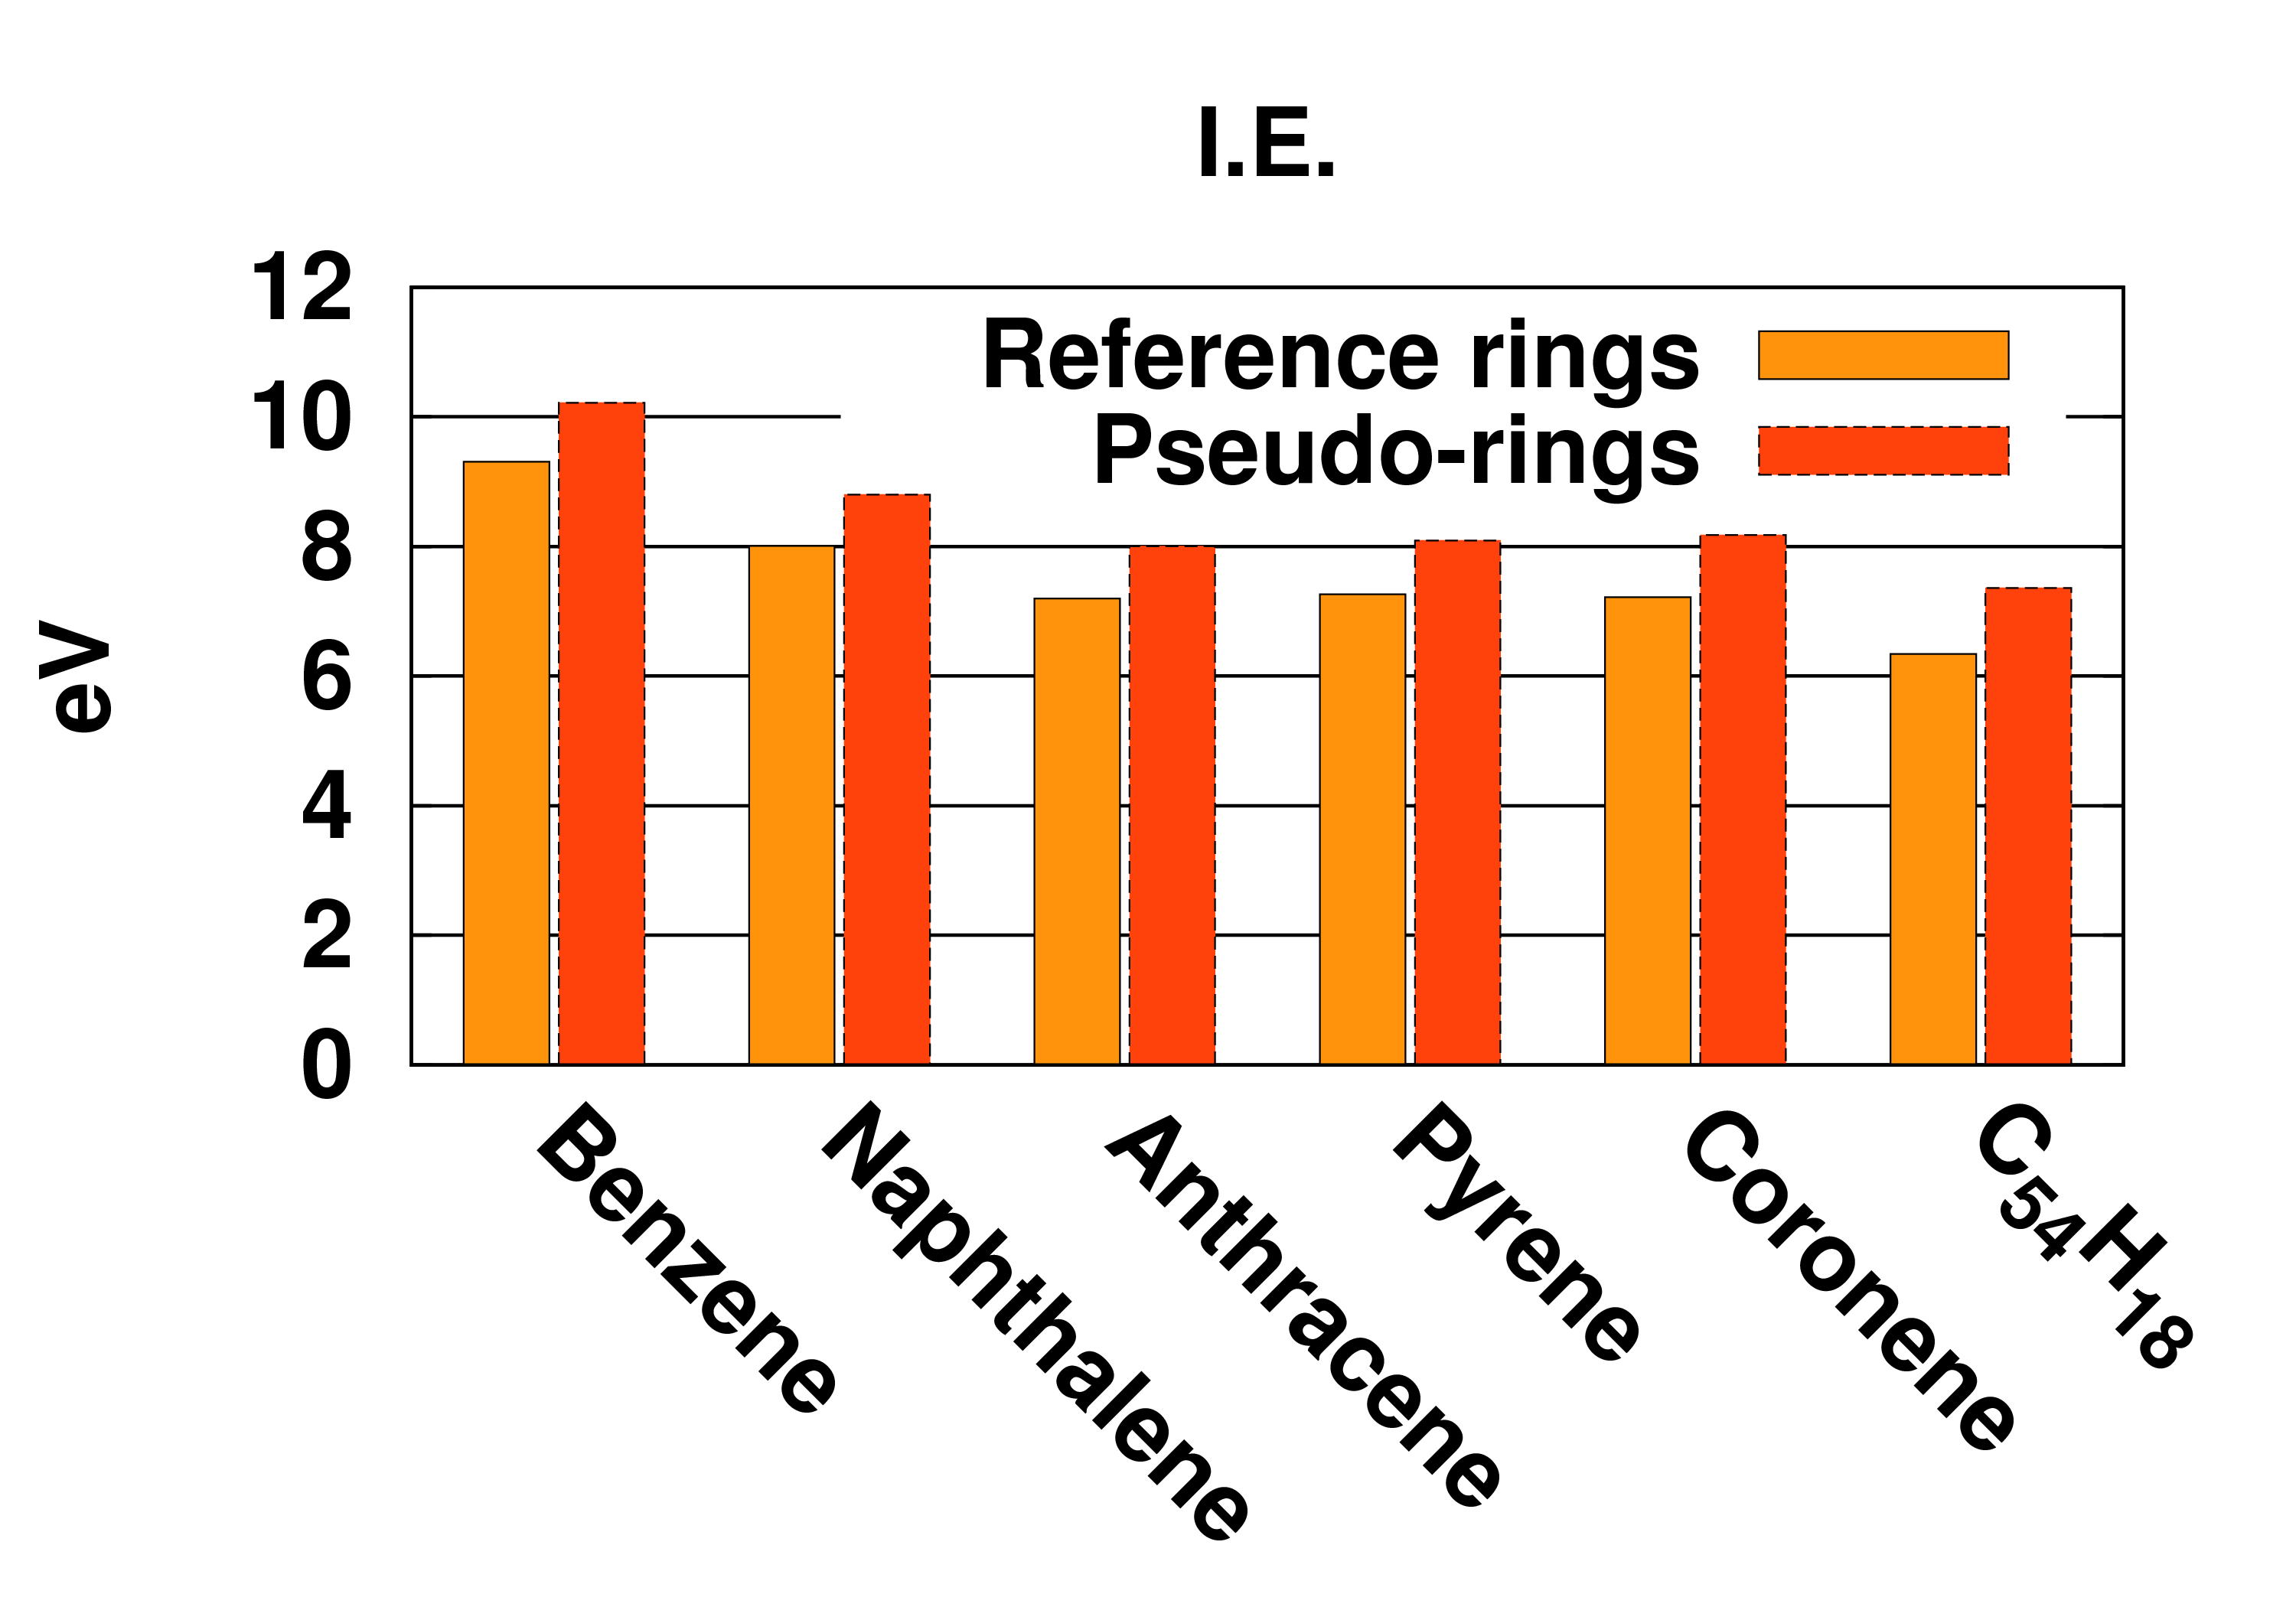 I.E.
12
10
8
6
4
2
0
eV
Reference rings
Pseudo-rings
Benzene
Naphthalene
Anthracene
Pyrene
Coronene
C₅₄H₁₈